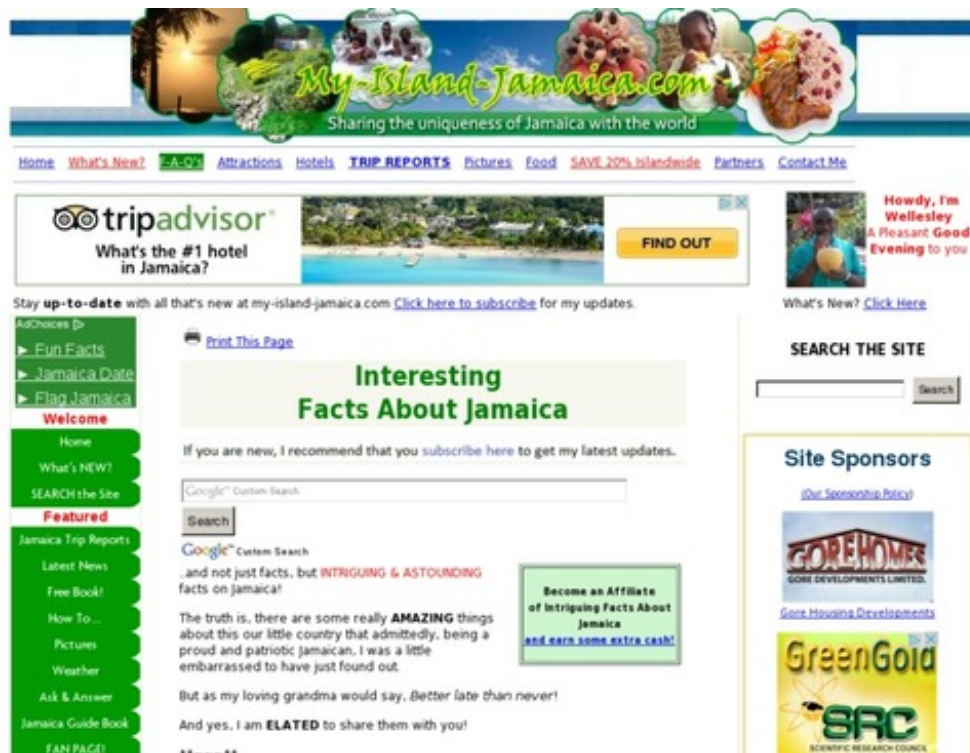 My-Island-Jamaica.com
Sharing the uniqueness of Jamaica with the world
Home What's New? F-A-Q's Attractions Hotels TRIP REPORTS Pictures Food SAVE 20% Islandwide Partners Contact Me
tripadvisor
What's the #1 hotel
in Jamaica?
FIND OUT
Howdy, I'm
Wellesley
A Pleasant Good
Evening to you
Stay up-to-date with all that's new at my-island-jamaica.com Click here to subscribe for my updates.
What's New? Click Here
AdChoices
► Fun Facts
► Jamaica Date
► Flag Jamaica
Welcome
Home
What's NEW?
SEARCH the Site
Featured
Jamaica Trip Reports
Latest News
Free Book!
How To...
Pictures
Weather
Ask & Answer
Jamaica Guide Book
FAN PAGE!
Print This Page
Interesting
Facts About Jamaica
If you are new, I recommend that you subscribe here to get my latest updates.
Google™ Custom Search
Search
Google™ Custom Search
..and not just facts, but INTRIGUING & ASTOUNDING
facts on Jamaica!
The truth is, there are some really AMAZING things
about this our little country that admittedly, being a
proud and patriotic Jamaican, I was a little
embarrassed to have just found out.
But as my loving grandma would say, Better late than never!
And yes, I am ELATED to share them with you!
Become an Affiliate
of Intriguing Facts About
Jamaica
and earn some extra cash!
SEARCH THE SITE
Search
Site Sponsors
(Our Sponsorship Policy)
GORE HOMES
GORE DEVELOPMENTS LIMITED.
Gore Housing Developments
GreenGold
SRC
SCIENTIFIC RESEARCH COUNCIL